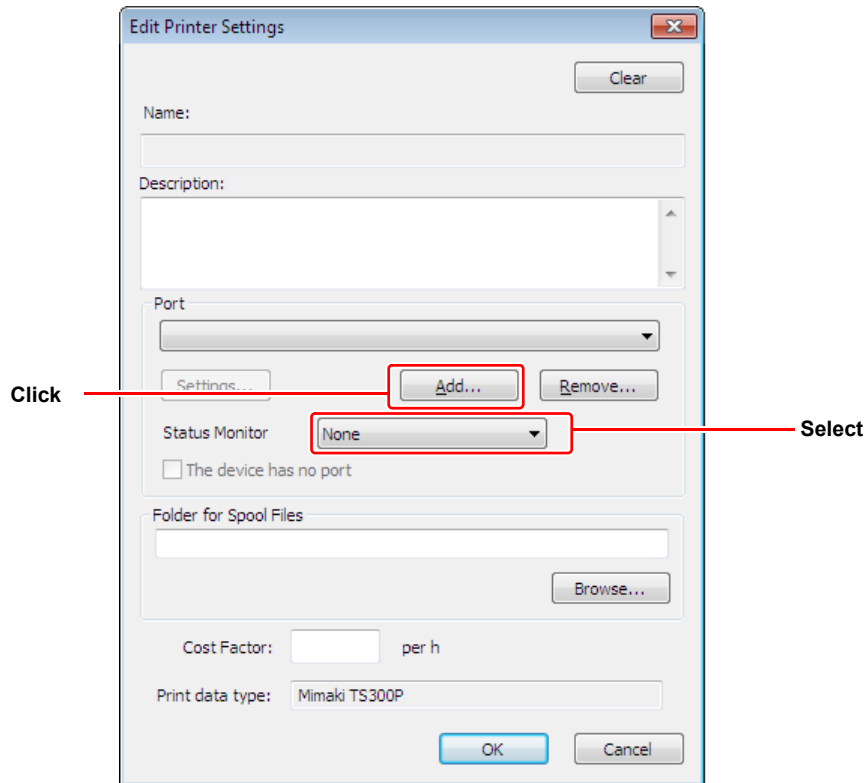 Edit Printer Settings
Clear
Name:
Description:
Port
Settings... Add... Remove...
Click
Status Monitor None
Select
The device has no port
Folder for Spool Files
Browse...
Cost Factor: per h
Print data type: Mimaki TS300P
OK Cancel